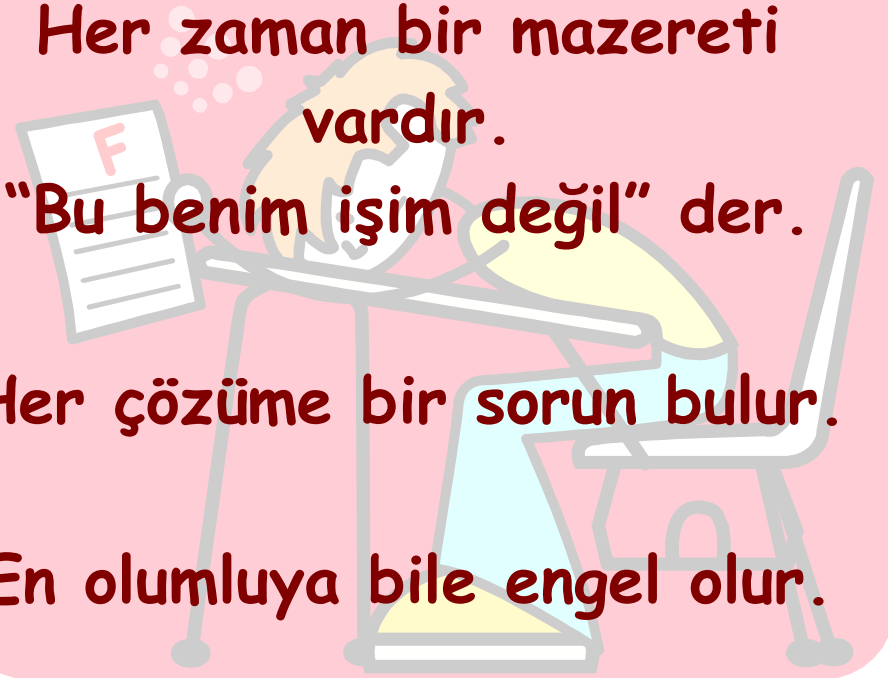 Her zaman bir mazereti
vardır.
F
“Bu benim işim değil” der.
Her çözüme bir sorun bulur.
En olumluya bile engel olur.